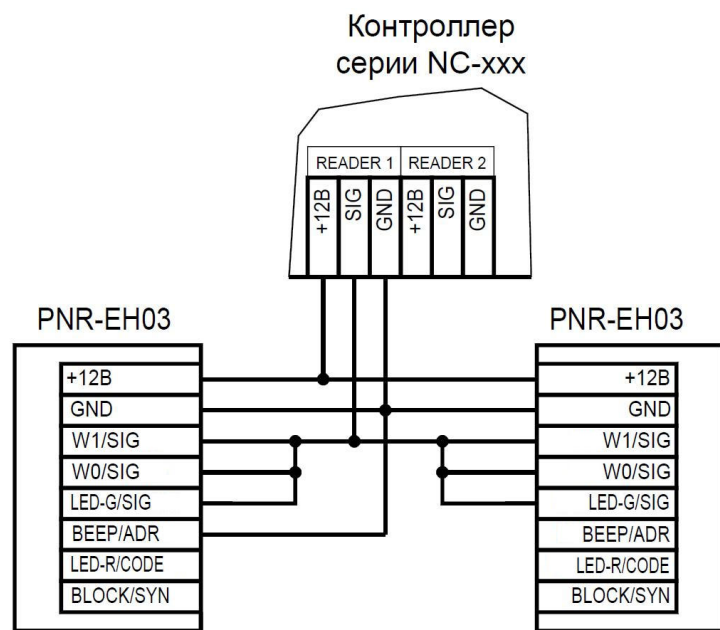 Контроллер
серии NC-xxx
READER 1 READER 2
+12В SIG GND +12В SIG GND
PNR-EH03 PNR-EH03
+12В +12В
GND GND
W1/SIG W1/SIG
W0/SIG W0/SIG
LED-G/SIG LED-G/SIG
BEEP/ADR BEEP/ADR
LED-R/CODE LED-R/CODE
BLOCK/SYN BLOCK/SYN